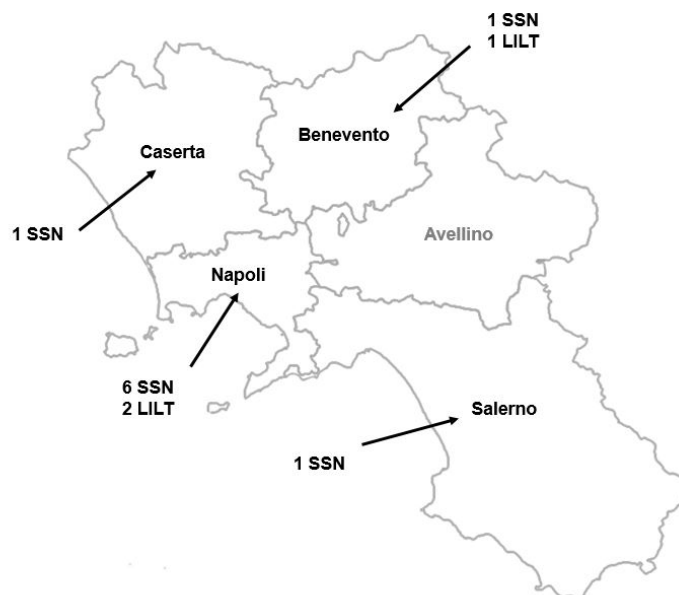 1 SSN
1 LILT
Benevento
Caserta
1 SSN
Avellino
Napoli
6 SSN
2 LILT
Salerno
1 SSN